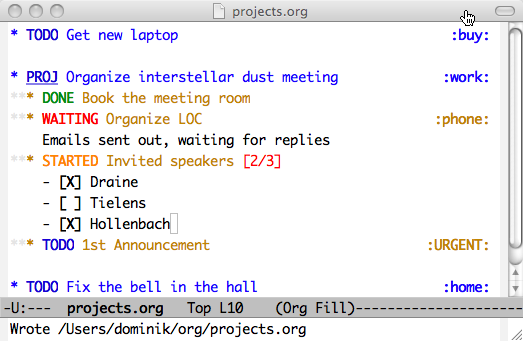 projects.org
* TODO Get new laptop :buy:
* PROJ Organize interstellar dust meeting :work:
*** DONE Book the meeting room
*** WAITING Organize LOC :phone:
Emails sent out, waiting for replies
*** STARTED Invited speakers [2/3]
- [X] Draine
- [ ] Tielens
- [X] Hollenbach
*** TODO 1st Announcement :URGENT:
* TODO Fix the bell in the hall :home:
-U:--- projects.org Top L10 (Org Fill)---------------------
Wrote /Users/dominik/org/projects.org